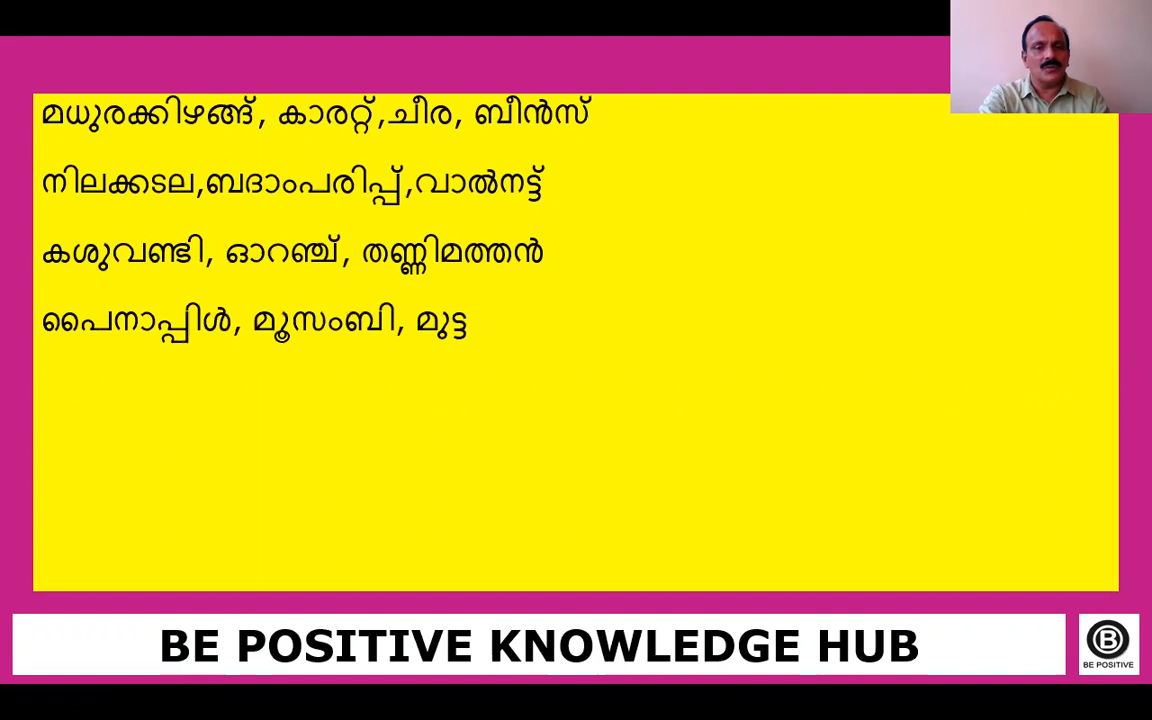 മധുരക്കിഴങ്ങ്, കാരറ്റ്,ചീര, ബീൻസ്
നിലക്കടല,ബദാംപരിപ്പ്,വാൽനട്ട്
കശുവണ്ടി, ഓറഞ്ച്, തണ്ണിമത്തൻ
പൈനാപ്പിൾ, മൂസംബി, മുട്ട
BE POSITIVE KNOWLEDGE HUB
B
BE POSITIVE